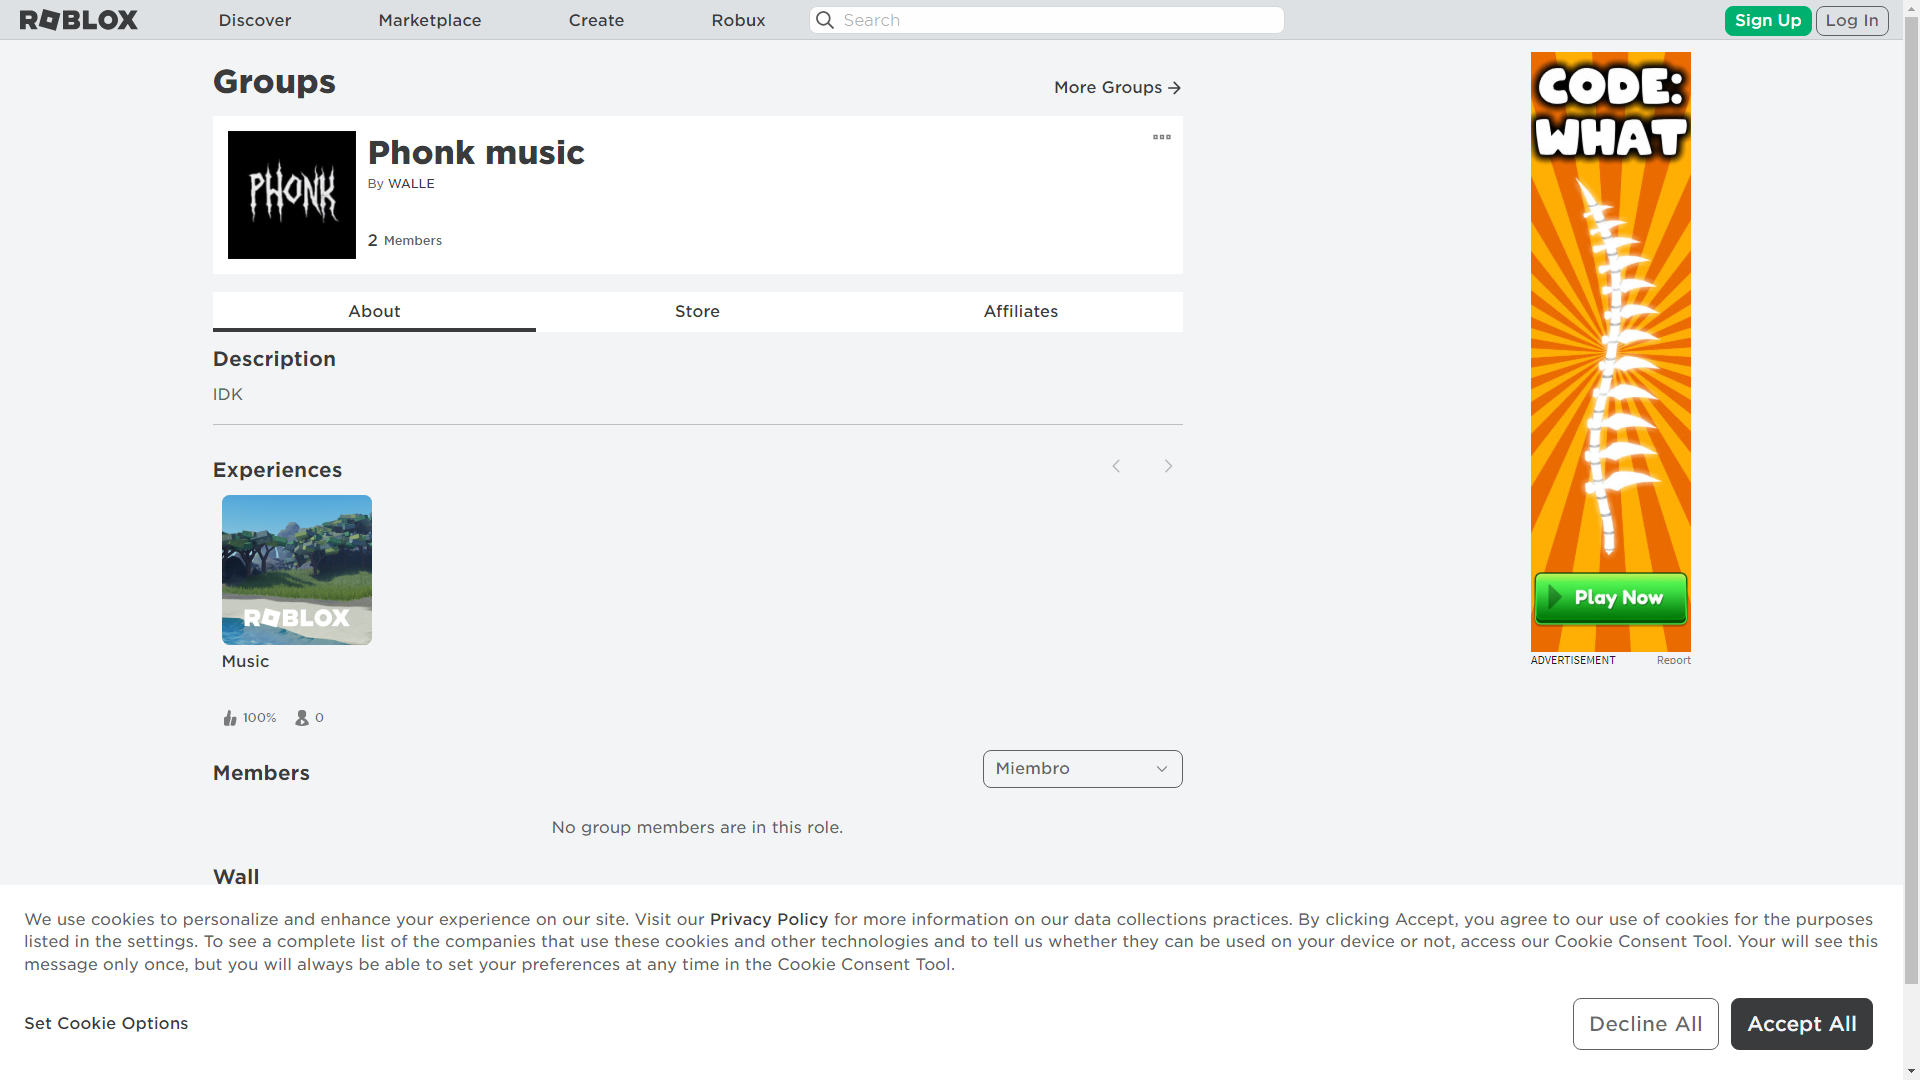 ROBLOX
Discover
Marketplace
Create
Robux
Search
Sign Up
Log In
Groups
More Groups
PHONK
Phonk music
By WALLE
2 Members
About
Store
Affiliates
Description
IDK
Experiences
ROBLOX
Music
100%
0
Members
Miembro
No group members are in this role.
Wall
CODE:
WHAT
Play Now
ADVERTISEMENT
Report
We use cookies to personalize and enhance your experience on our site. Visit our Privacy Policy for more information on our data collections practices. By clicking Accept, you agree to our use of cookies for the purposes
listed in the settings. To see a complete list of the companies that use these cookies and other technologies and to tell us whether they can be used on your device or not, access our Cookie Consent Tool. Your will see this
message only once, but you will always be able to set your preferences at any time in the Cookie Consent Tool.
Set Cookie Options
Decline All
Accept All